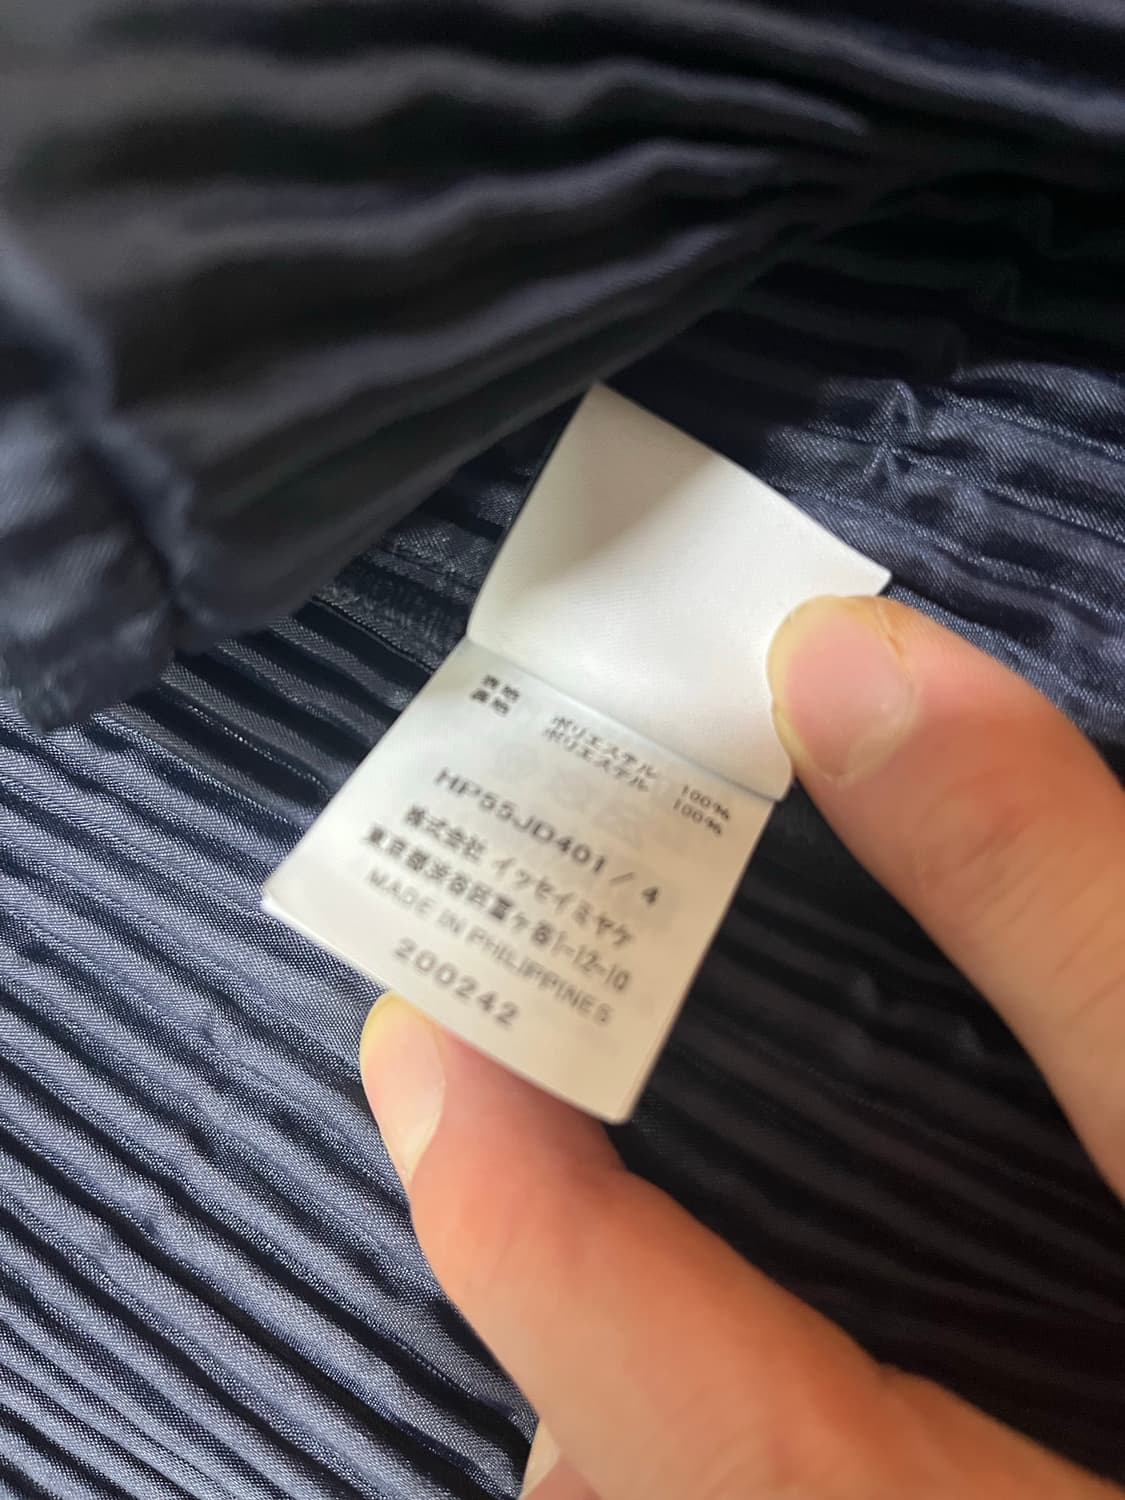 表地 ポリエステル 100%
裏地 ポリエステル 100%
HP55JD401 / 4
株式会社 イッセイミヤケ
東京都渋谷区富ヶ谷1-12-10
MADE IN PHILIPPINES
200242